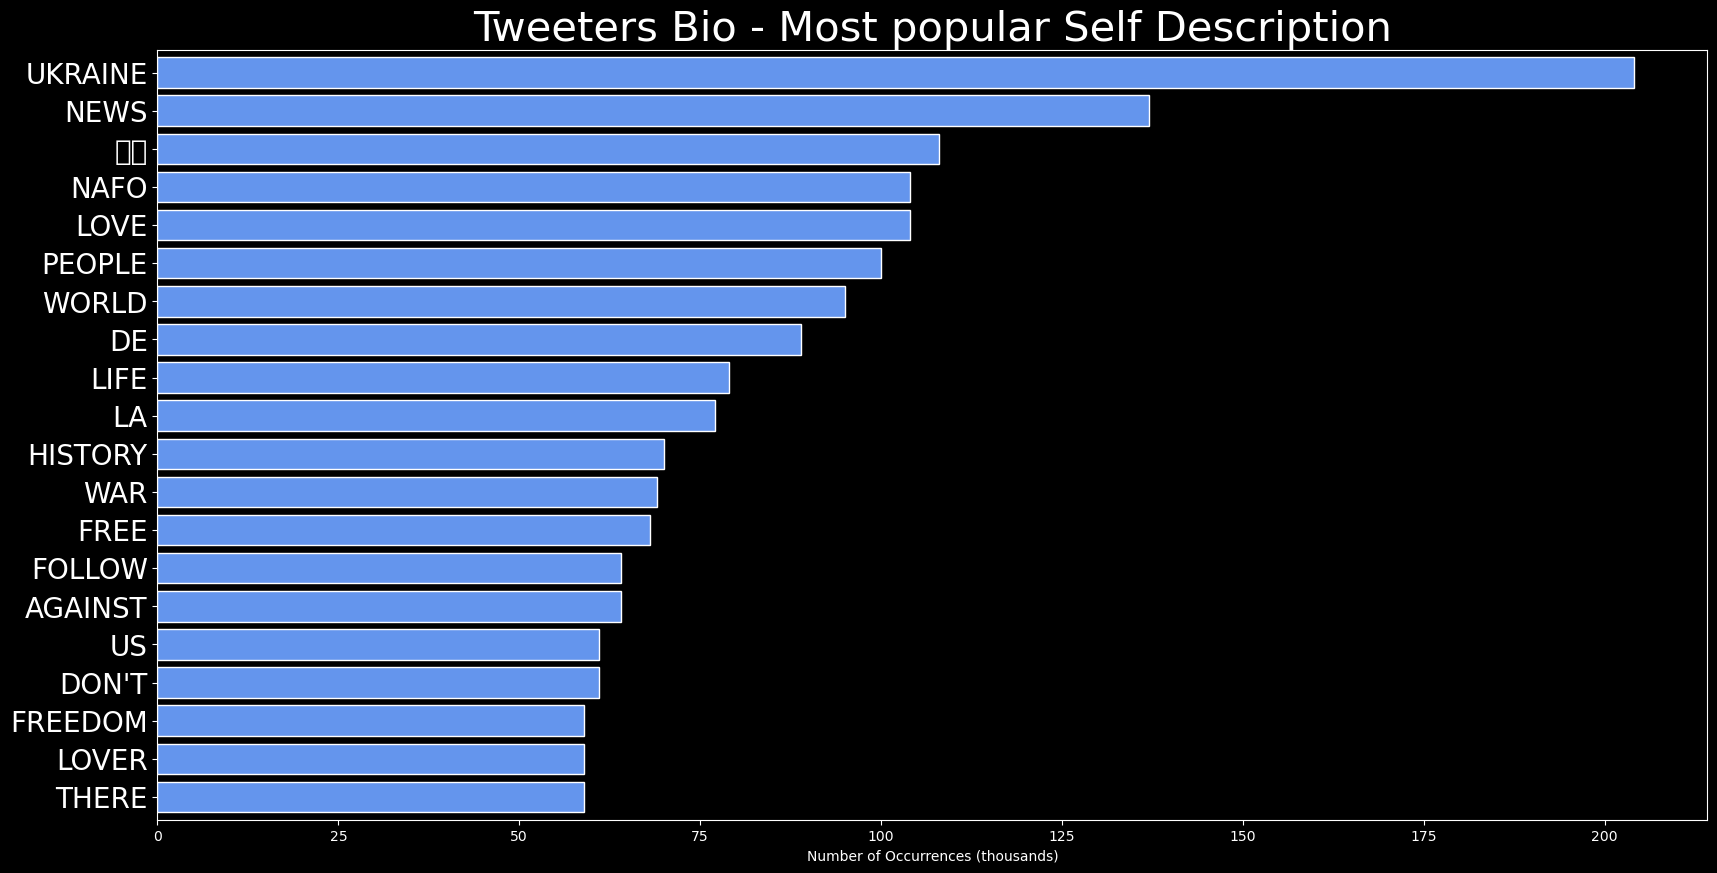 Tweeters Bio - Most popular Self Description
UKRAINE
NEWS
NAFO
LOVE
PEOPLE
WORLD
DE
LIFE
LA
HISTORY
WAR
FREE
FOLLOW
AGAINST
US
DON'T
FREEDOM
LOVER
THERE
0 25 50 75 100 125 150 175 200
Number of Occurrences (thousands)